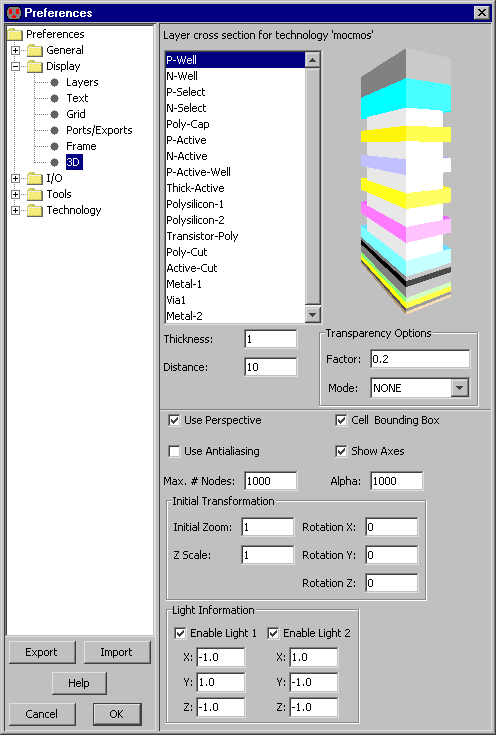 Preferences
Preferences
General
Display
Layers
Text
Grid
Ports/Exports
Frame
3D
I/O
Tools
Technology
Export
Import
Help
Cancel
OK
Layer cross section for technology 'mocmos'
P-Well
N-Well
P-Select
N-Select
Poly-Cap
P-Active
N-Active
P-Active-Well
Thick-Active
Polysilicon-1
Polysilicon-2
Transistor-Poly
Poly-Cut
Active-Cut
Metal-1
Via1
Metal-2
Thickness: 1
Distance: 10
Transparency Options
Factor: 0.2
Mode: NONE
Use Perspective
Cell Bounding Box
Use Antialiasing
Show Axes
Max. # Nodes: 1000
Alpha: 1000
Initial Transformation
Initial Zoom: 1
Rotation X: 0
Z Scale: 1
Rotation Y: 0
Rotation Z: 0
Light Information
Enable Light 1
Enable Light 2
X: -1.0
X: 1.0
Y: 1.0
Y: -1.0
Z: -1.0
Z: -1.0